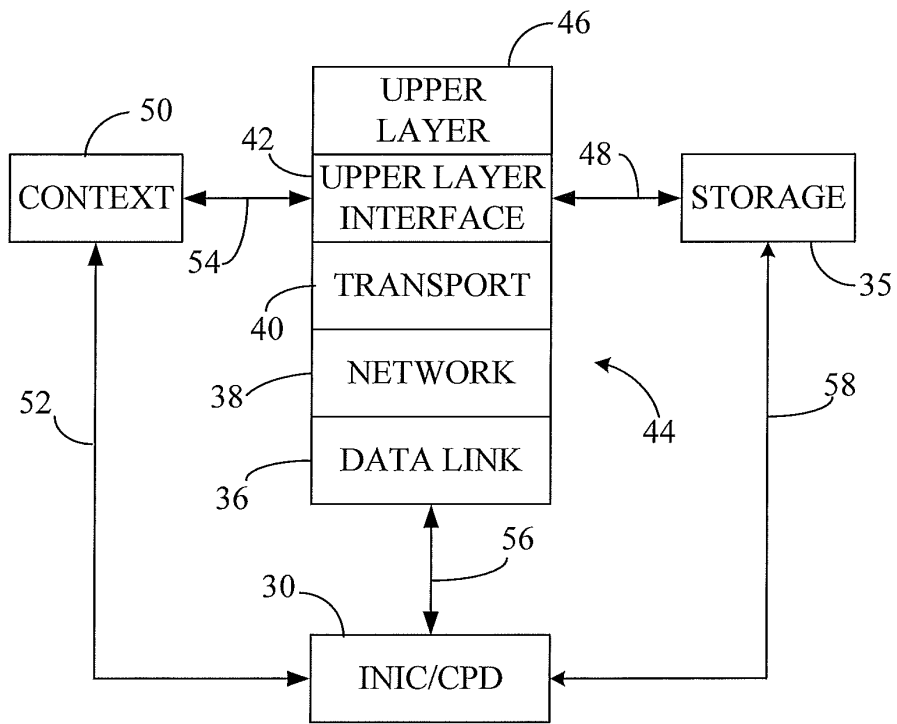 46
UPPER
LAYER
50
42
48
CONTEXT
UPPER LAYER
INTERFACE
STORAGE
54
35
TRANSPORT
40
NETWORK
38
52
58
44
DATA LINK
36
56
30
INIC/CPD